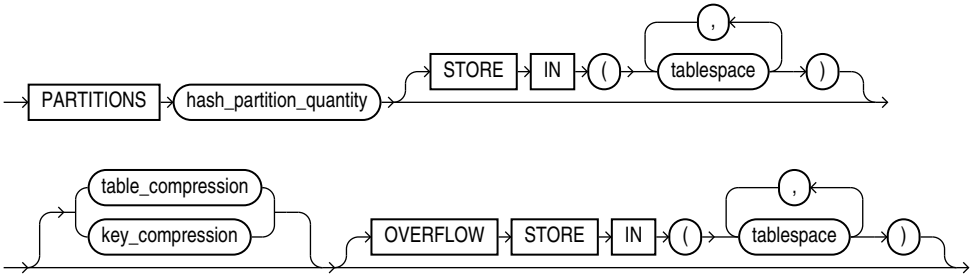 ,
STORE IN ( tablespace )
PARTITIONS hash_partition_quantity
table_compression
,
key_compression
OVERFLOW STORE IN ( tablespace )